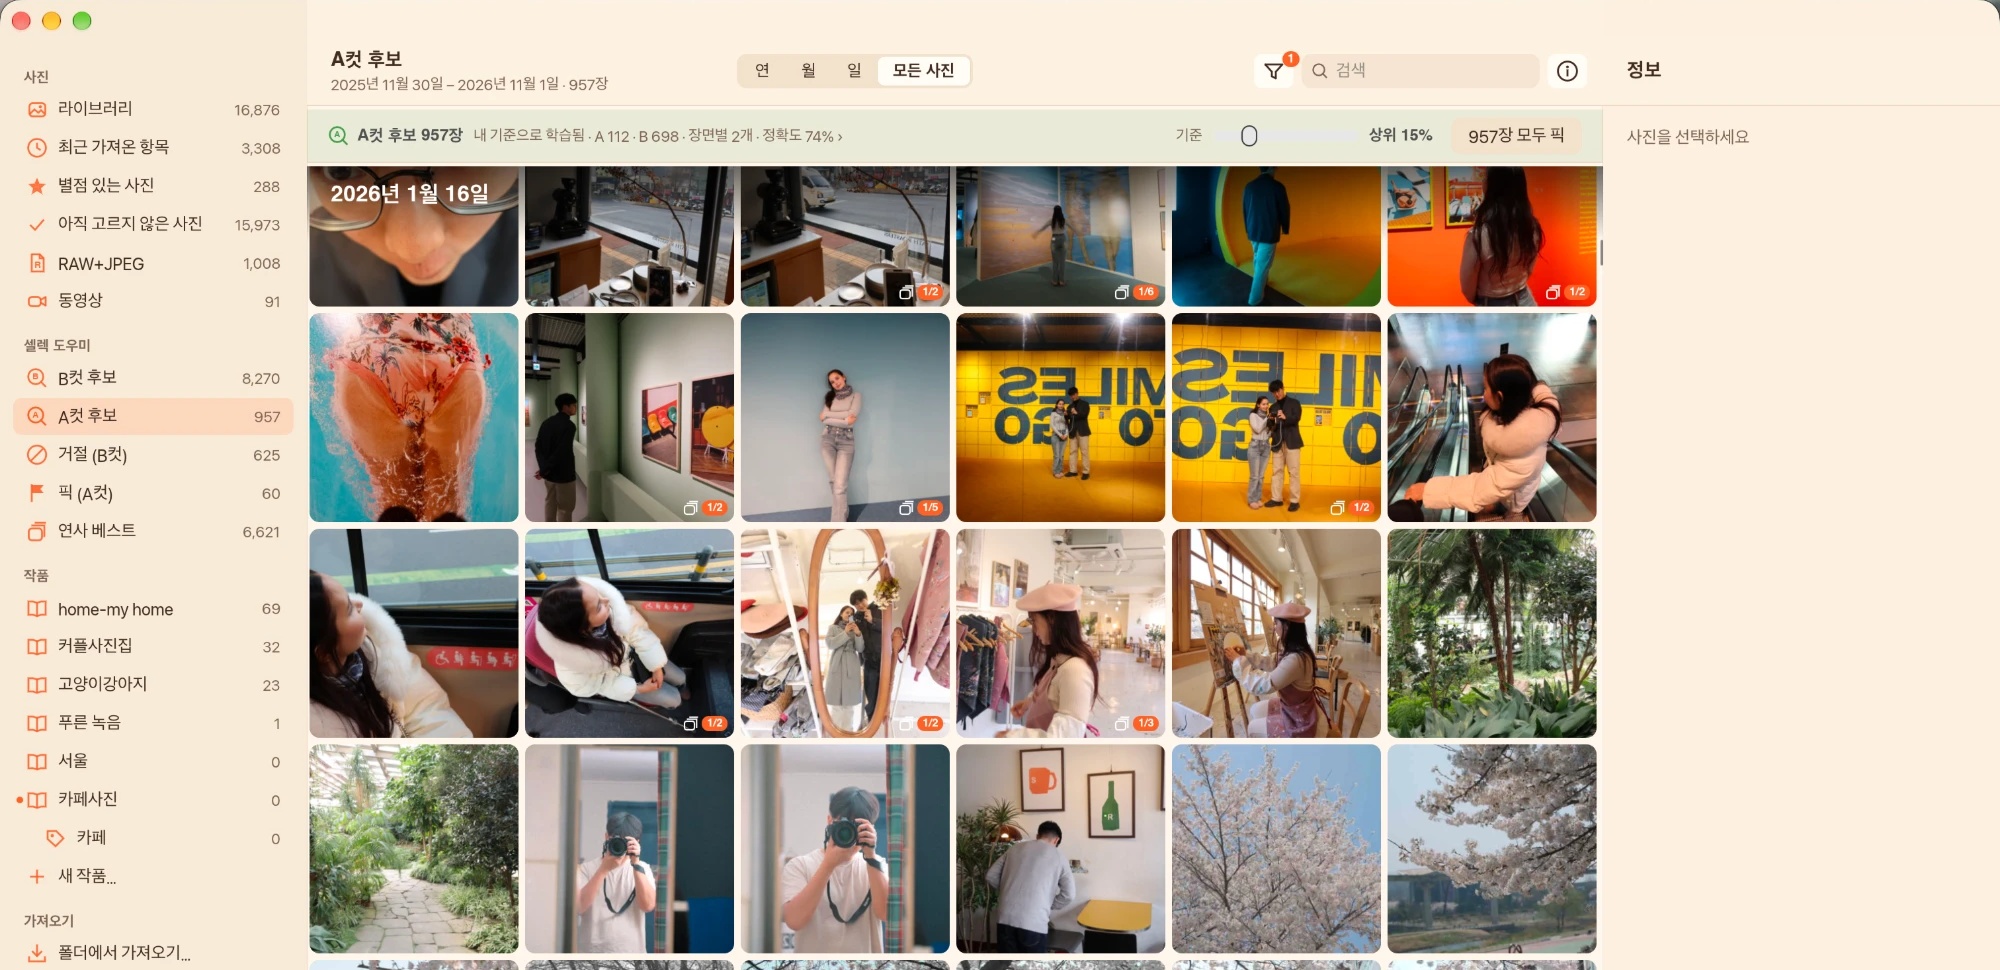 사진
라이브러리 16,876
최근 가져온 항목 3,308
별점 있는 사진 288
아직 고르지 않은 사진 15,973
RAW+JPEG 1,008
동영상 91
셀렉 도우미
B컷 후보 8,270
A컷 후보 957
거절 (B컷) 625
픽 (A컷) 60
연사 베스트 6,621
작품
home-my home 69
커플사진집 32
고양이강아지 23
푸른 녹음 1
서울 0
카페사진 0
카페 0
새 작품...
가져오기
폴더에서 가져오기...
A컷 후보
2025년 11월 30일 – 2026년 11월 1일 · 957장
연 월 일 모든 사진
1
검색
A컷 후보 957장 내 기준으로 학습됨 · A 112 · B 698 · 장면별 2개 · 정확도 74% ›
기준 상위 15% 957장 모두 픽
2026년 1월 16일
1/2 1/6 1/2
1/2 1/5 1/2
MILES
TO GO
MILES
TO GO
1/2 1/2 1/3
정보
사진을 선택하세요